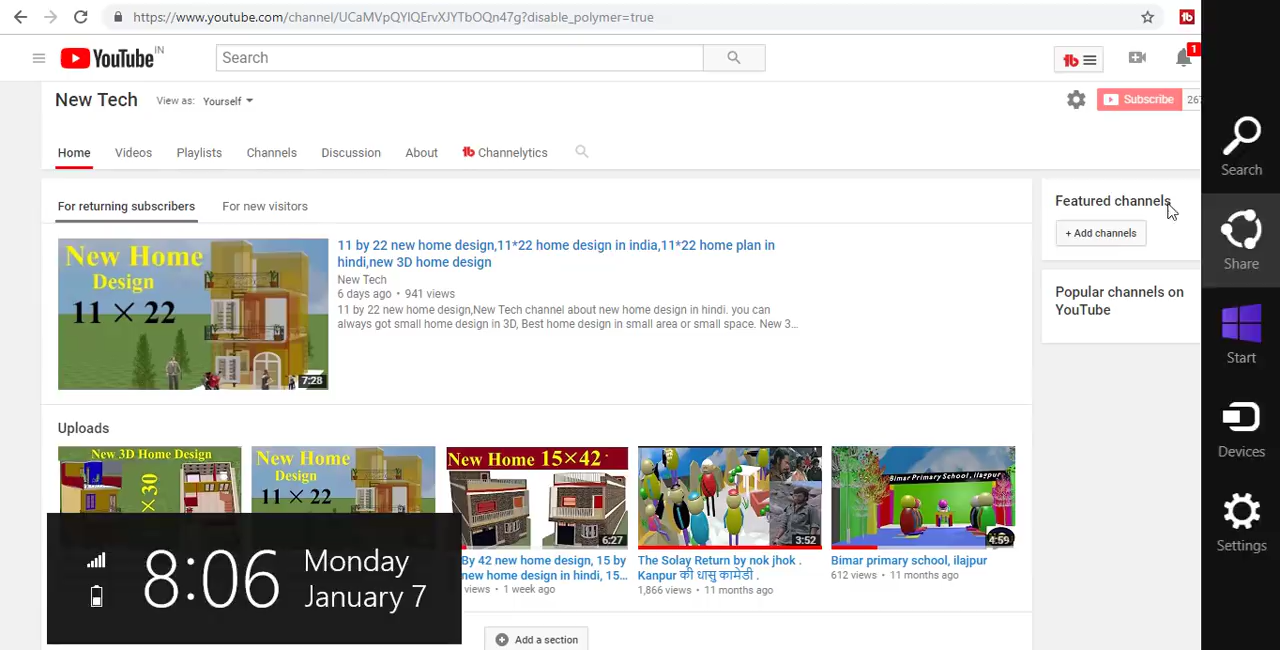 https://www.youtube.com/channel/UCaMVpQYlQErvXJYTbOQn47g?disable_polymer=true
YouTube IN
Search
1
New Tech
View as: Yourself
Subscribe 267
Home Videos Playlists Channels Discussion About Channelytics
For returning subscribers For new visitors
New Home
Design
11 × 22
7:28
11 by 22 new home design,11*22 home design in india,11*22 home plan in
hindi,new 3D home design
New Tech
6 days ago • 941 views
11 by 22 new home design,New Tech channel about new home design in hindi. you can
always got small home design in 3D, Best home design in small area or small space. New 3...
Featured channels
+ Add channels
Popular channels on
YouTube
Uploads
New 3D Home Design
× 30
New Home
Design
11 × 22
New Home 15×42
6:27
By 42 new home design, 15 by
new home design in hindi, 15...
views • 1 week ago
3:52
The Solay Return by nok jhok .
Kanpur की धासु कामेडी .
1,866 views • 11 months ago
Bimar Primary School, ilajpur
4:59
Bimar primary school, ilajpur
612 views • 11 months ago
Add a section
8:06
Monday
January 7
Search
Share
Start
Devices
Settings